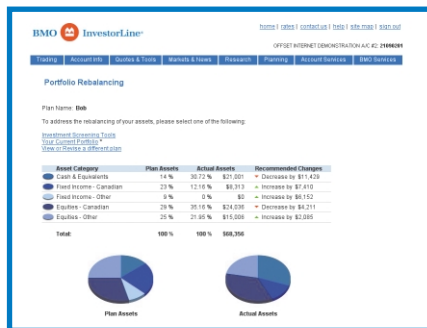 BMO InvestorLine
home | rates | contact us | help | site map | sign out
OFFSET INTERNET DEMONSTRATION A/C #2: 21098201
Trading Account Info Quotes & Tools Markets & News Research Planning Account Services BMO Services
Portfolio Rebalancing
Plan Name: Bob
To address the rebalancing of your assets, please select one of the following:
Investment Screening Tools
Your Current Portfolio
View or Revise a different plan
Asset Category Plan Assets Actual Assets Recommended Changes
Cash & Equivalents 14 % 30.72 % $21,001 Decrease by $11,429
Fixed Income - Canadian 23 % 12.16 % $8,313 Increase by $7,410
Fixed Income - Other 9 % 0 % $0 Increase by $6,152
Equities - Canadian 29 % 35.16 % $24,036 Decrease by $4,211
Equities - Other 25 % 21.95 % $15,006 Increase by $2,085
Total: 100 % 100 % $68,356
Plan Assets Actual Assets